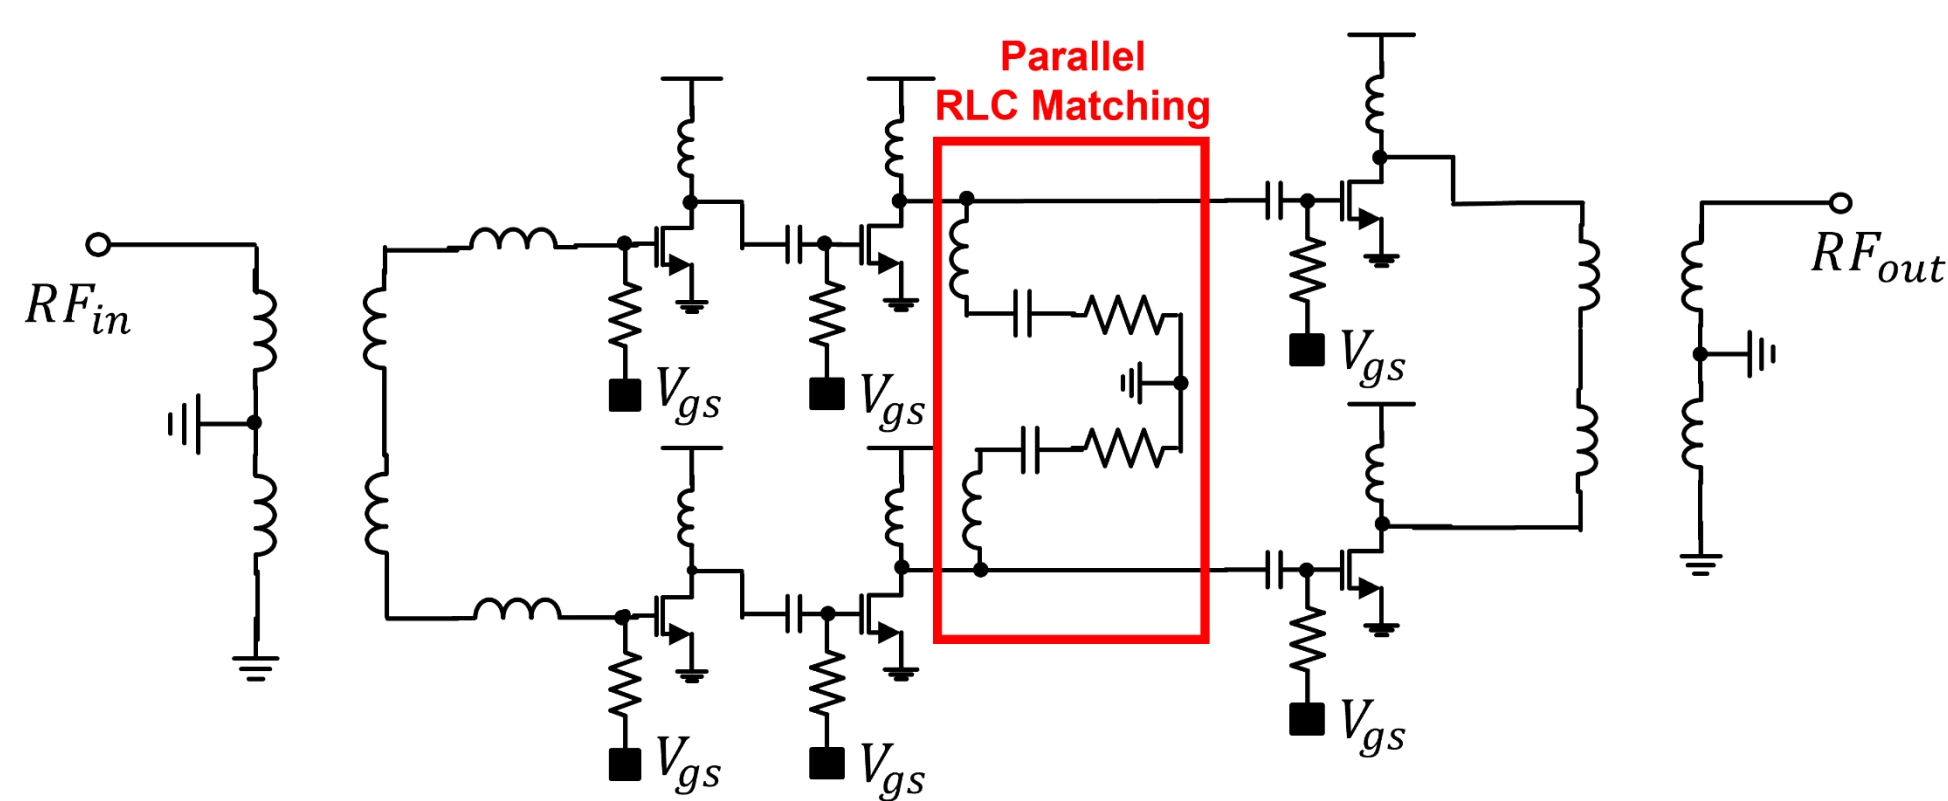 Parallel
RLC Matching
RF_in
RF_out
V_gs
V_gs
V_gs
V_gs
V_gs
V_gs